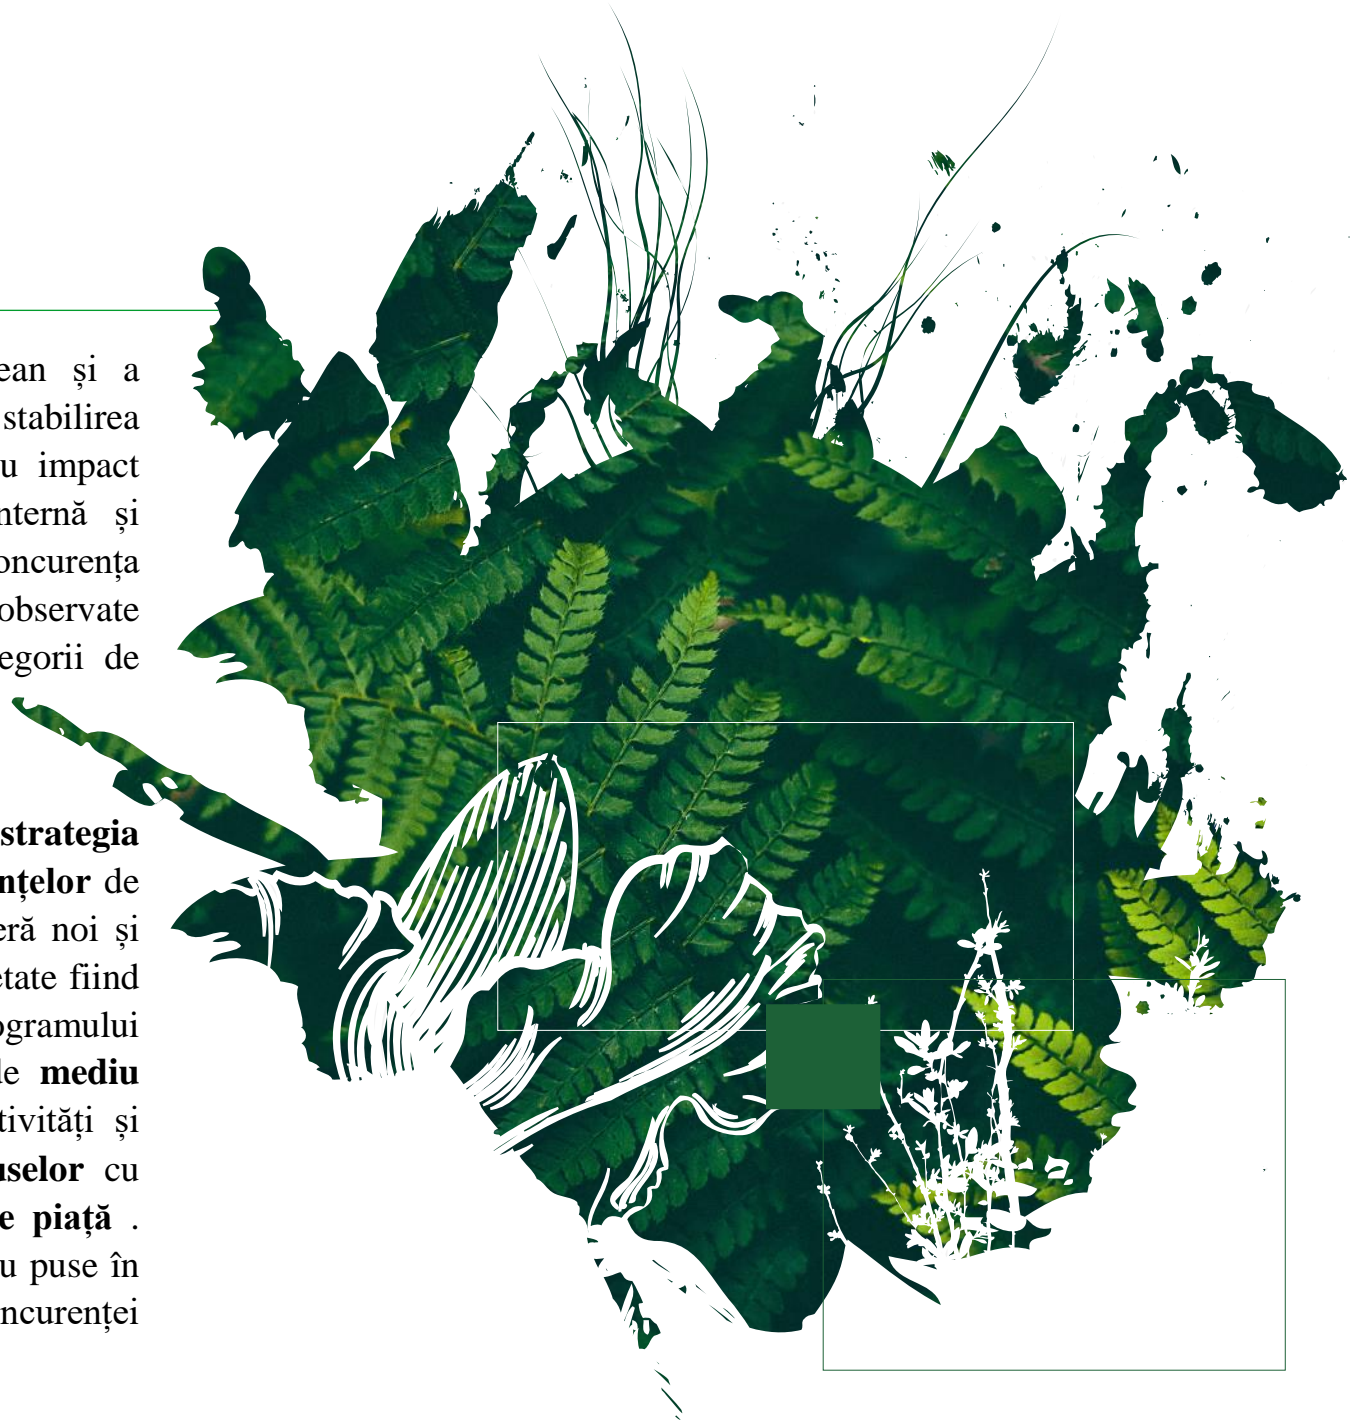 ean și a
stabilirea
u impact
nternă și
oncurența
observate
egorii de
strategia
nțelor de
eră noi și
etate fiind
ogramului
le mediu
tivități și
uselor cu
e piață .
u puse în
ncurenței